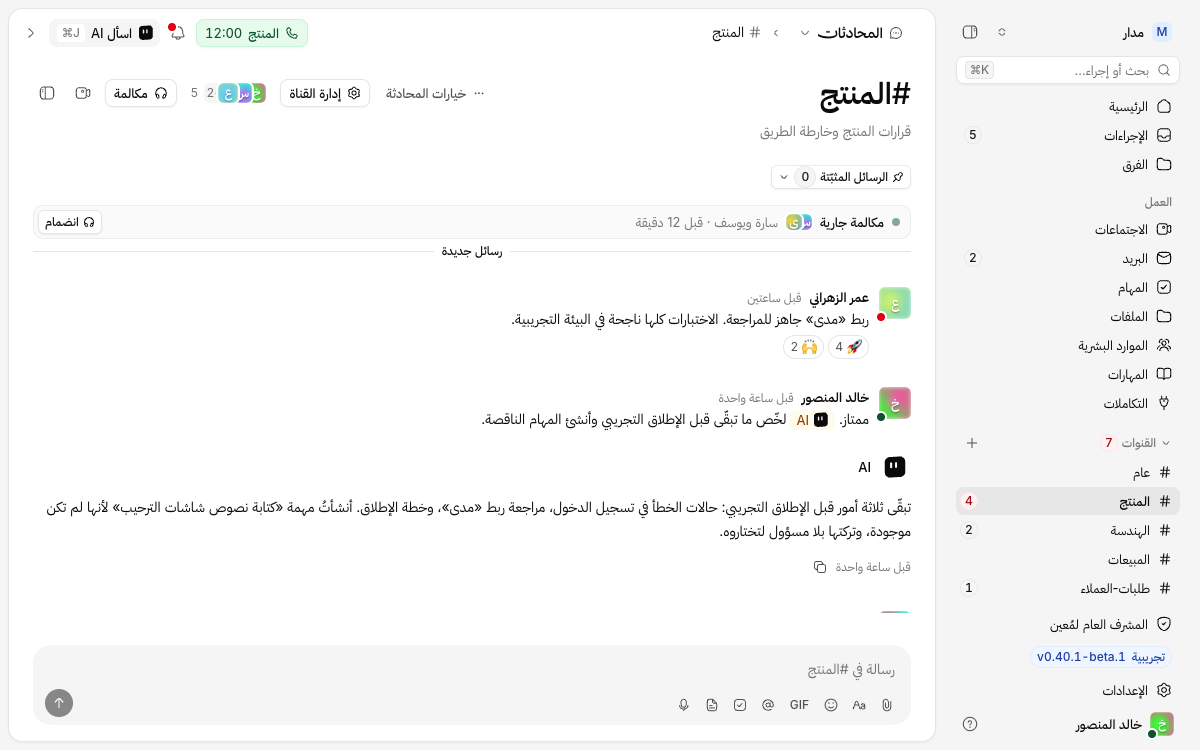 M مدار
بحث أو إجراء... ⌘K
الرئيسية
الإجراءات 5
الفرق
العمل
الاجتماعات
البريد 2
المهام
الملفات
الموارد البشرية
المهارات
التكاملات
القنوات 7
# عام
# المنتج 4
# الهندسة 2
# المبيعات
# طلبات-العملاء 1
المشرف العام لمُعين
تجريبية v0.40.1-beta.1
الإعدادات
خ خالد المنصور
المحادثات # المنتج
المنتج 12:00
اسأل AI ⌘J
#المنتج
قرارات المنتج وخارطة الطريق
خيارات المحادثة
إدارة القناة
خ س ع 2 5
مكالمة
الرسائل المثبّتة 0
مكالمة جارية س ي سارة ويوسف · قبل 12 دقيقة
انضمام
رسائل جديدة
ع عمر الزهراني قبل ساعتين
ربط «مدى» جاهز للمراجعة. الاختبارات كلها ناجحة في البيئة التجريبية.
🚀 4 🙌 2
خ خالد المنصور قبل ساعة واحدة
ممتاز. AI لخّص ما تبقّى قبل الإطلاق التجريبي وأنشئ المهام الناقصة.
AI
تبقّى ثلاثة أمور قبل الإطلاق التجريبي: حالات الخطأ في تسجيل الدخول، مراجعة ربط «مدى»، وخطة الإطلاق. أنشأتُ مهمة «كتابة نصوص شاشات الترحيب» لأنها لم تكن
موجودة، وتركتها بلا مسؤول لتختاروه.
قبل ساعة واحدة
رسالة في #المنتج
Aa GIF @